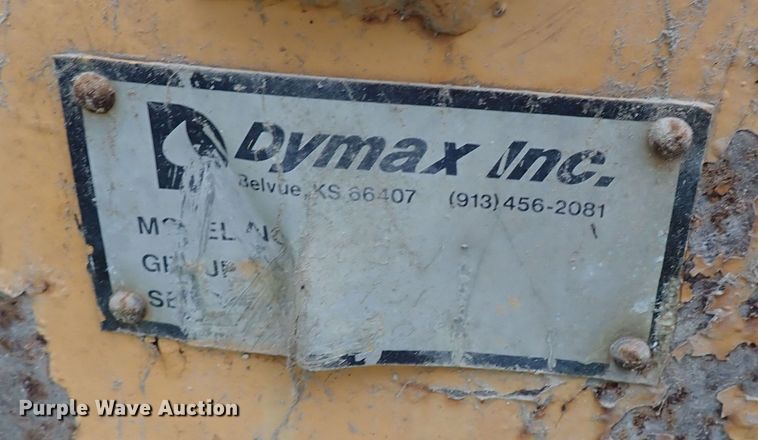 Dymax Inc.
Belvue, KS 66407 (913) 456-2081
Purple Wave Auction